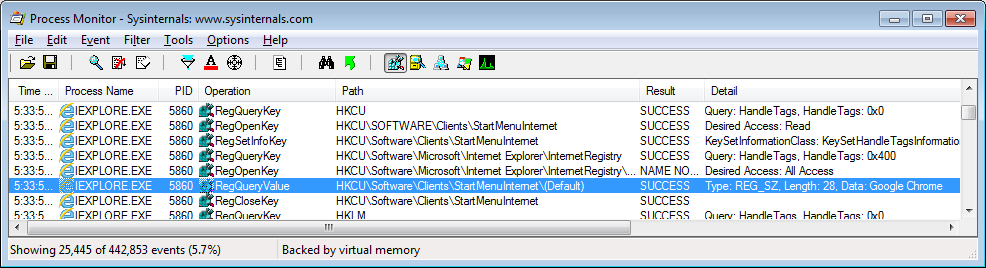 Process Monitor - Sysinternals: www.sysinternals.com
File Edit Event Filter Tools Options Help
Time ... Process Name PID Operation Path Result Detail
5:33:5... IEXPLORE.EXE 5860 RegQueryKey HKCU SUCCESS Query: HandleTags, HandleTags: 0x0
5:33:5... IEXPLORE.EXE 5860 RegOpenKey HKCU\SOFTWARE\Clients\StartMenuInternet SUCCESS Desired Access: Read
5:33:5... IEXPLORE.EXE 5860 RegSetInfoKey HKCU\Software\Clients\StartMenuInternet SUCCESS KeySetInformationClass: KeySetHandleTagsInformatio
5:33:5... IEXPLORE.EXE 5860 RegQueryKey HKCU\Software\Microsoft\Internet Explorer\InternetRegistry SUCCESS Query: HandleTags, HandleTags: 0x400
5:33:5... IEXPLORE.EXE 5860 RegOpenKey HKCU\Software\Microsoft\Internet Explorer\InternetRegistry\... NAME NO... Desired Access: All Access
5:33:5... IEXPLORE.EXE 5860 RegQueryValue HKCU\Software\Clients\StartMenuInternet\(Default) SUCCESS Type: REG_SZ, Length: 28, Data: Google Chrome
5:33:5... IEXPLORE.EXE 5860 RegCloseKey HKCU\Software\Clients\StartMenuInternet SUCCESS
5:33:5... IEXPLORE.EXE 5860 RegQueryKey HKLM SUCCESS Query: HandleTags, HandleTags: 0x0
Showing 25,445 of 442,853 events (5.7%) Backed by virtual memory